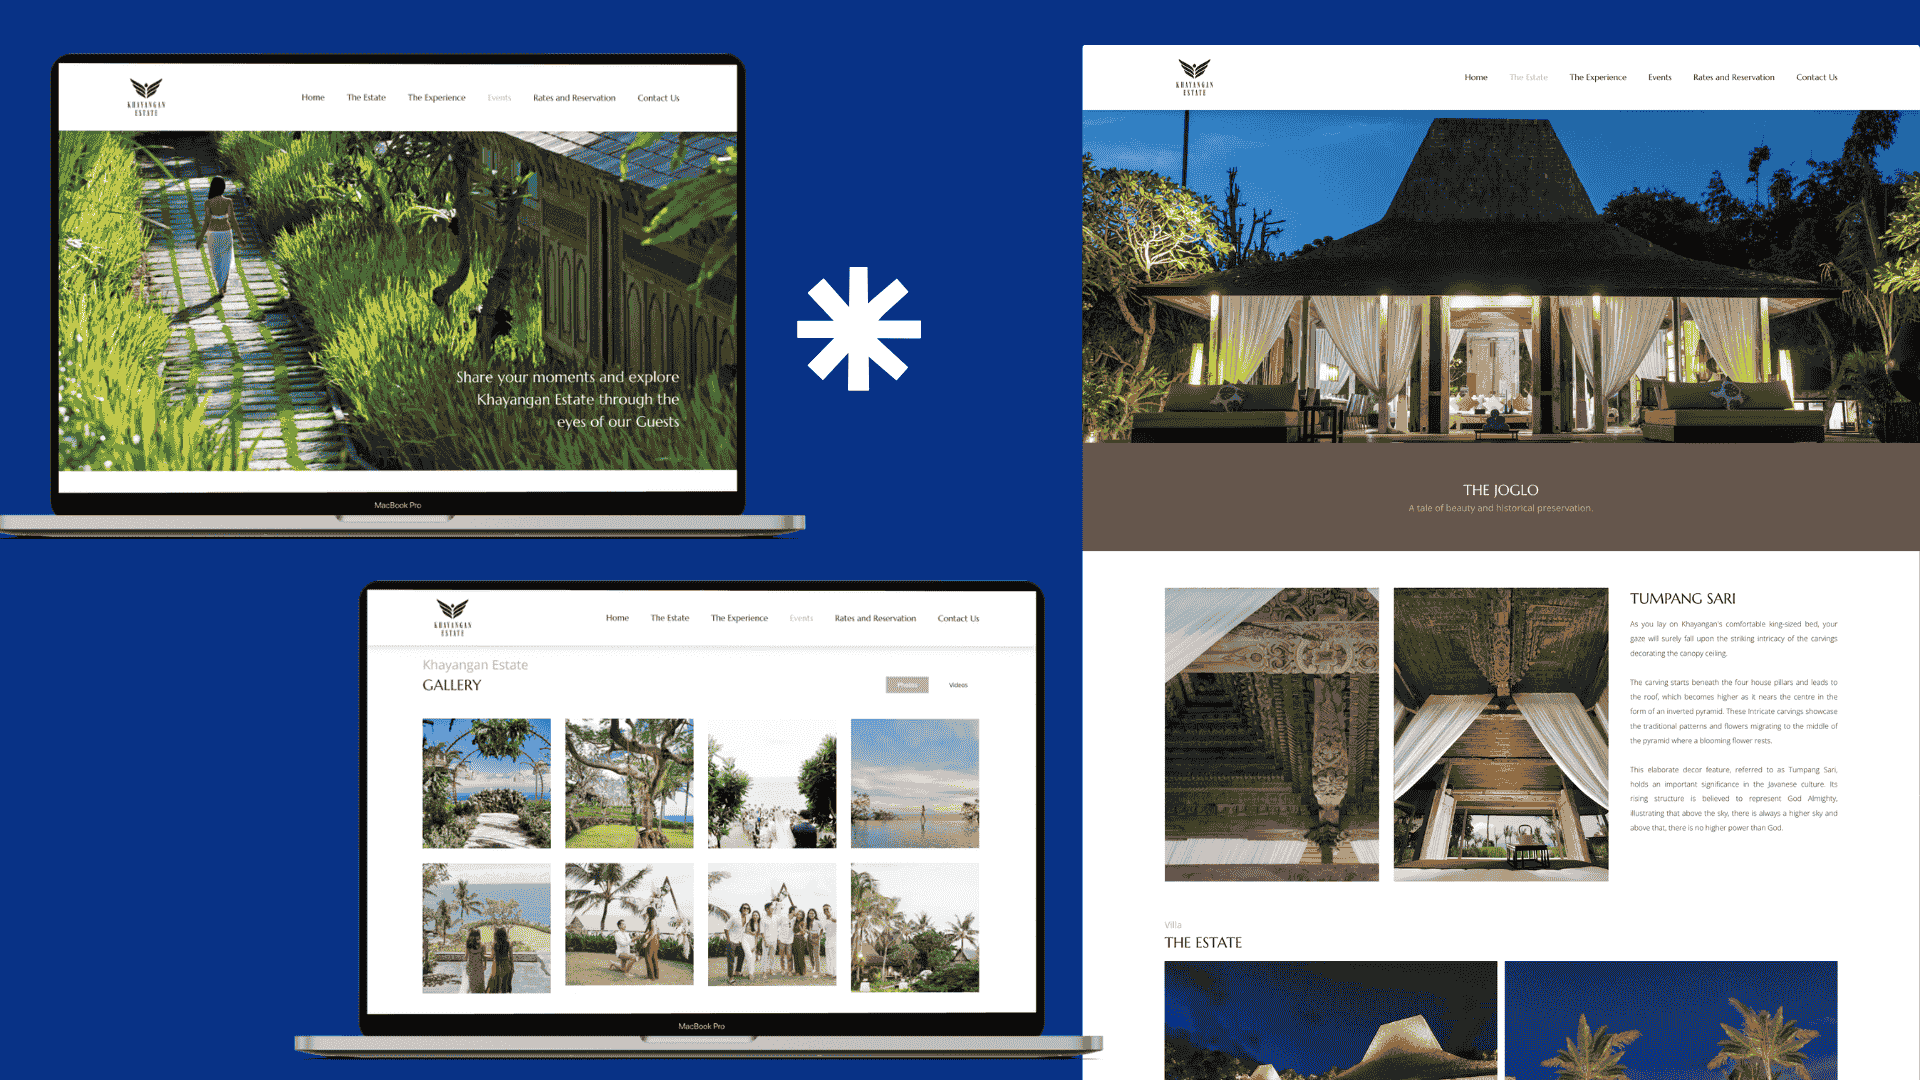 KHAYANGAN
ESTATE
Home The Estate The Experience Events Rates and Reservation Contact Us
Share your moments and explore
Khayangan Estate through the
eyes of our Guests
MacBook Pro
KHAYANGAN
ESTATE
Home The Estate The Experience Events Rates and Reservation Contact Us
Khayangan Estate
GALLERY
Photos Videos
MacBook Pro
KHAYANGAN
ESTATE
Home The Estate The Experience Events Rates and Reservation Contact Us
THE JOGLO
A tale of beauty and historical preservation.
TUMPANG SARI
As you lay on Khayangan's comfortable king-sized bed, your
gaze will surely fall upon the striking intricacy of the carvings
decorating the canopy ceiling.
The carving starts beneath the four house pillars and leads to
the roof, which becomes higher as it nears the centre in the
form of an inverted pyramid. These intricate carvings showcase
the traditional patterns and flowers migrating to the middle of
the pyramid where a blooming flower rests.
This elaborate decor feature, referred to as Tumpang Sari,
holds an important significance in the Javanese culture. Its
rising structure is believed to represent God Almighty,
illustrating that above the sky, there is always a higher sky and
above that, there is no higher power than God.
Villa
THE ESTATE